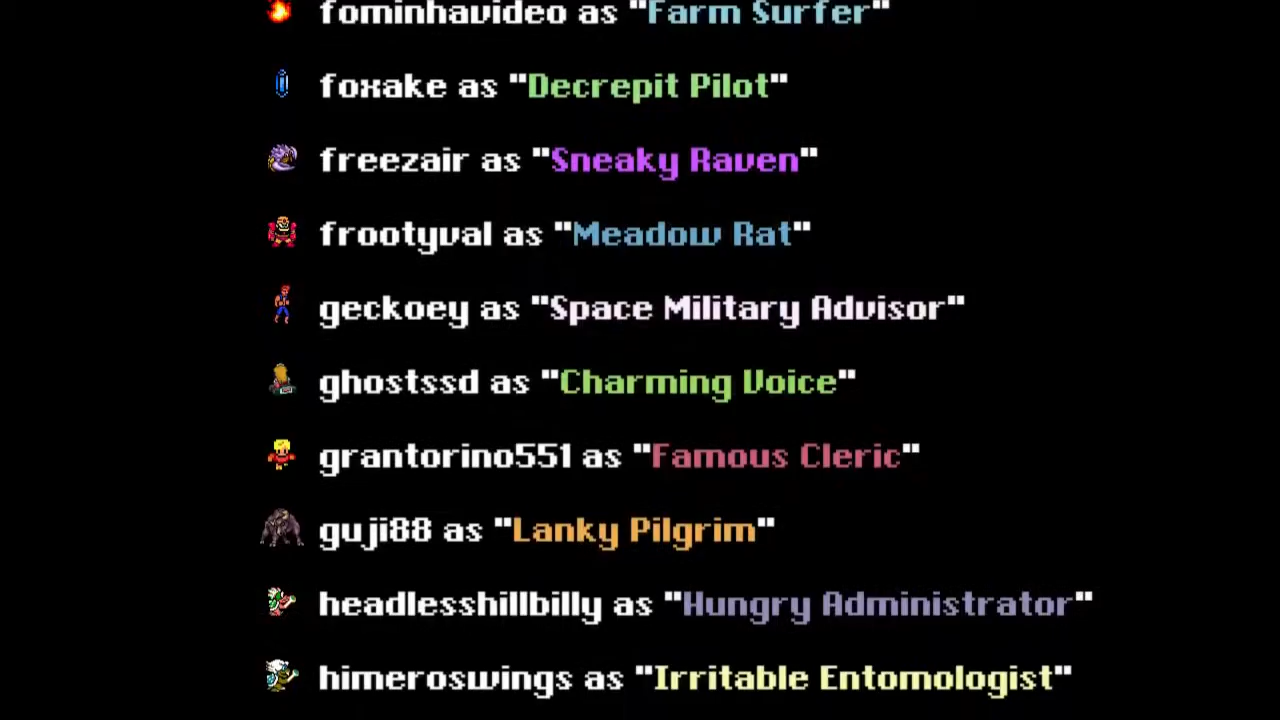 fominhavideo as "Farm Surfer"
foxake as "Decrepit Pilot"
freezair as "Sneaky Raven"
frootyval as "Meadow Rat"
geckoey as "Space Military Advisor"
ghostssd as "Charming Voice"
grantorino551 as "Famous Cleric"
guji88 as "Lanky Pilgrim"
headlesshillbilly as "Hungry Administrator"
himeroswings as "Irritable Entomologist"